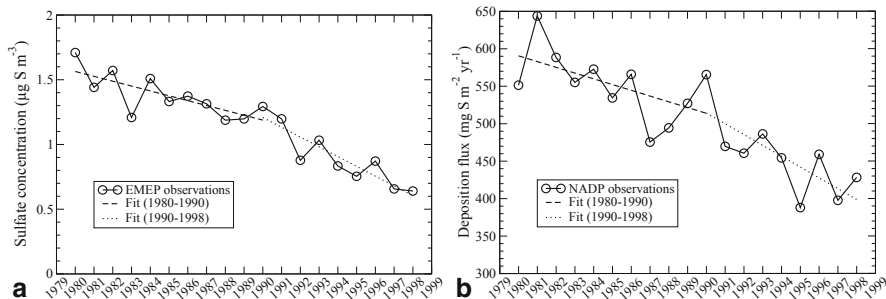 2
1.5
1
0.5
0
Sulfate concentration (μg S m⁻³)
EMEP observations
Fit (1980-1990)
Fit (1990-1998)
1979 1980 1981 1982 1983 1984 1985 1986 1987 1988 1989 1990 1991 1992 1993 1994 1995 1996 1997 1998 1999
a
650
600
550
500
450
400
350
300
Deposition flux (mg S m⁻² yr⁻¹)
NADP observations
Fit (1980-1990)
Fit (1990-1998)
1979 1980 1981 1982 1983 1984 1985 1986 1987 1988 1989 1990 1991 1992 1993 1994 1995 1996 1997 1998 1999
b